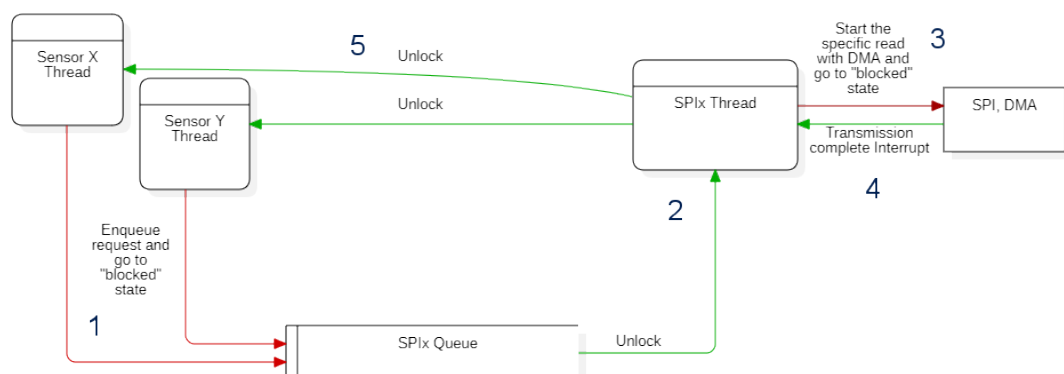 Sensor X
Thread
5
Unlock
Start the
specific read
with DMA and
go to "blocked"
state
3
Sensor Y
Thread
Unlock
SPIx Thread
SPI, DMA
Transmission
complete Interrupt
4
2
Enqueue
request and
go to
"blocked"
state
1
SPIx Queue
Unlock